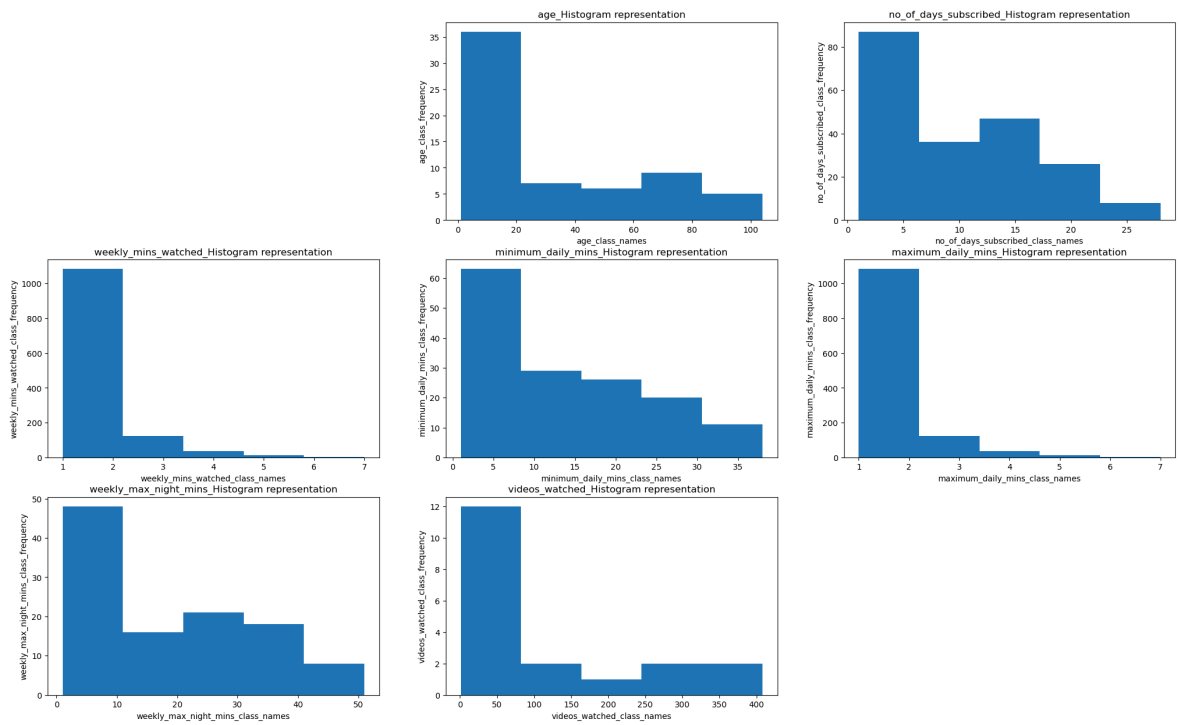 age_Histogram representation
age_class_frequency
35
30
25
20
15
10
5
0
0 20 40 60 80 100
age_class_names
no_of_days_subscribed_Histogram representation
no_of_days_subscribed_class_frequency
80
60
40
20
0
0 5 10 15 20 25
no_of_days_subscribed_class_names
weekly_mins_watched_Histogram representation
weekly_mins_watched_class_frequency
1000
800
600
400
200
0
1 2 3 4 5 6 7
weekly_mins_watched_class_names
minimum_daily_mins_Histogram representation
minimum_daily_mins_class_frequency
60
50
40
30
20
10
0
0 5 10 15 20 25 30 35
minimum_daily_mins_class_names
maximum_daily_mins_Histogram representation
maximum_daily_mins_class_frequency
1000
800
600
400
200
0
1 2 3 4 5 6 7
maximum_daily_mins_class_names
weekly_max_night_mins_Histogram representation
weekly_max_night_mins_class_frequency
50
40
30
20
10
0
0 10 20 30 40 50
weekly_max_night_mins_class_names
videos_watched_Histogram representation
videos_watched_class_frequency
12
10
8
6
4
2
0
0 50 100 150 200 250 300 350 400
videos_watched_class_names